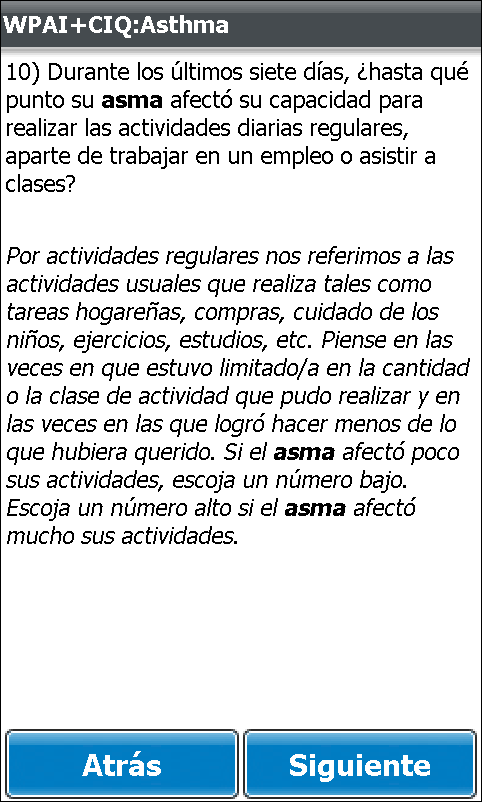 WPAI+CIQ:Asthma
10) Durante los últimos siete días, ¿hasta qué
punto su asma afectó su capacidad para
realizar las actividades diarias regulares,
aparte de trabajar en un empleo o asistir a
clases?
Por actividades regulares nos referimos a las
actividades usuales que realiza tales como
tareas hogareñas, compras, cuidado de los
niños, ejercicios, estudios, etc. Piense en las
veces en que estuvo limitado/a en la cantidad
o la clase de actividad que pudo realizar y en
las veces en las que logró hacer menos de lo
que hubiera querido. Si el asma afectó poco
sus actividades, escoja un número bajo.
Escoja un número alto si el asma afectó
mucho sus actividades.
Atrás
Siguiente